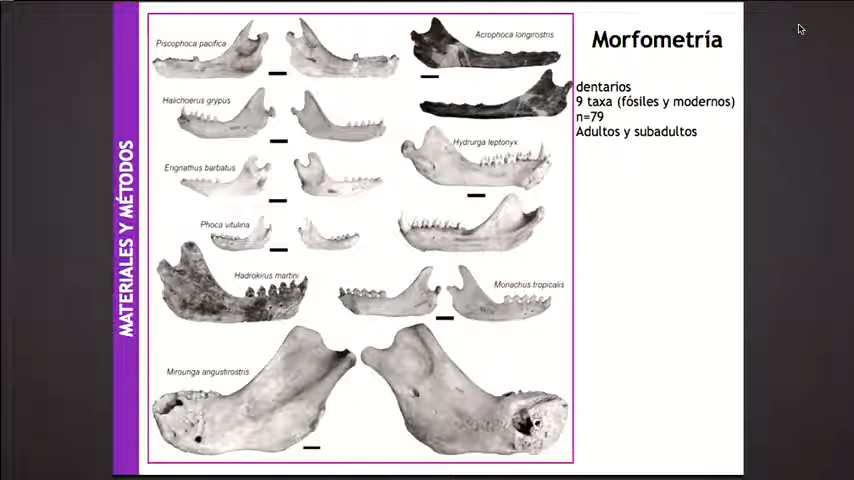 MATERIALES Y MÉTODOS
Piscophoca pacifica
Acrophoca longirostris
Halichoerus grypus
Hydrurga leptonyx
Erignathus barbatus
Phoca vitulina
Hadrokirus martini
Monachus tropicalis
Mirounga angustirostris
Morfometría
dentarios
9 taxa (fósiles y modernos)
n=79
Adultos y subadultos